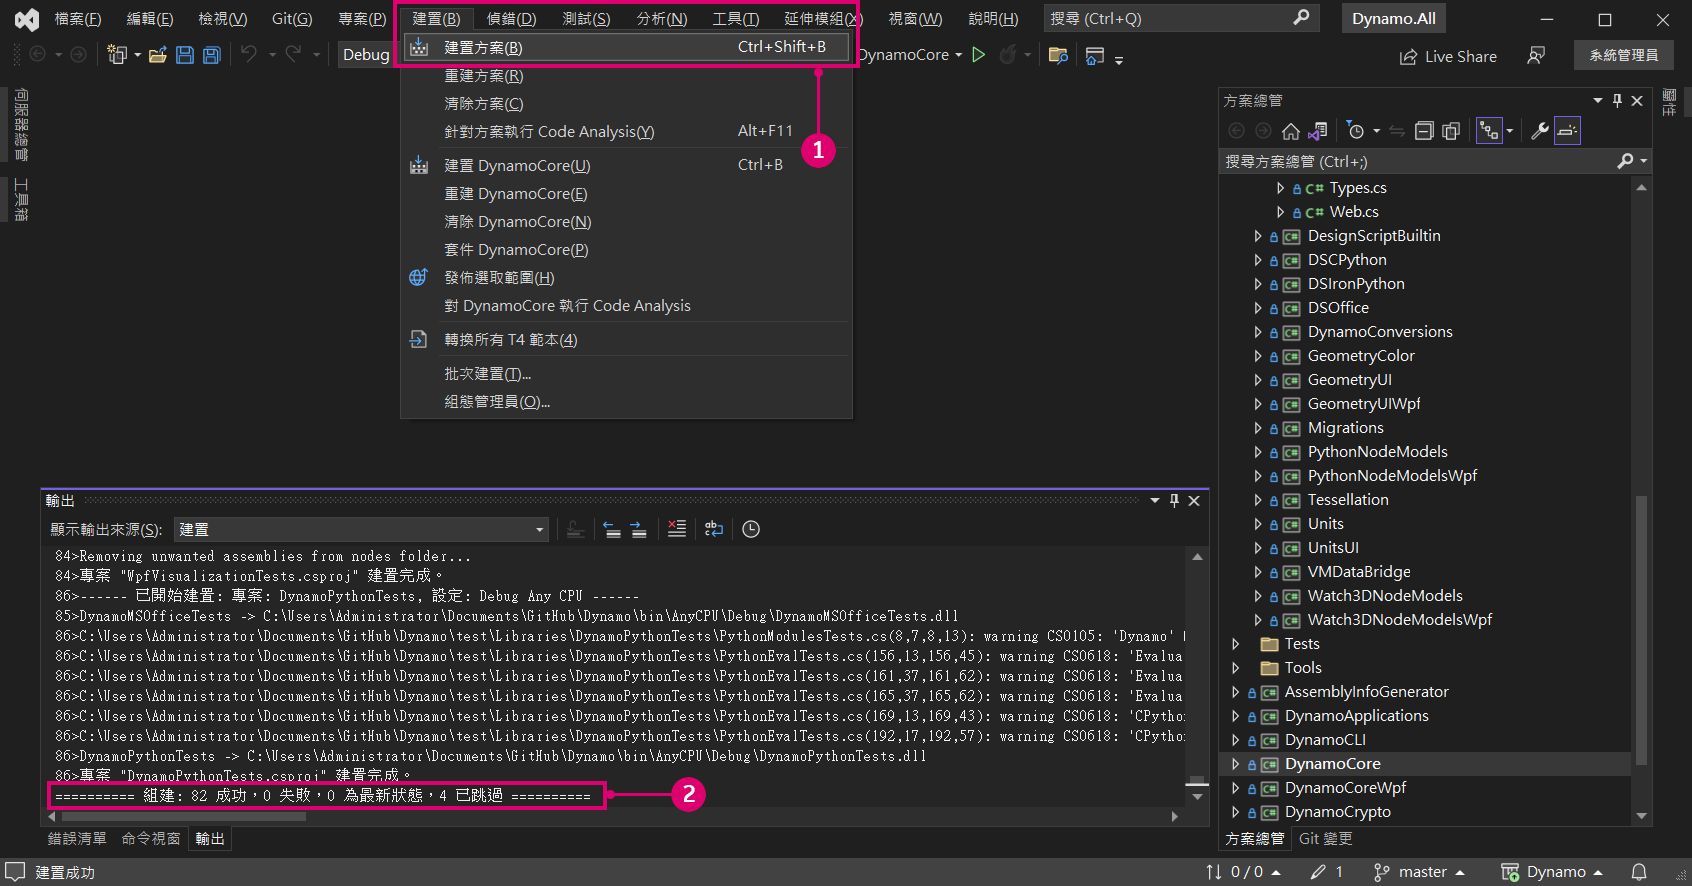 檔案(F) 編輯(E) 檢視(V) Git(G) 專案(P) 建置(B) 偵錯(D) 測試(S) 分析(N) 工具(T) 延伸模組(X) 視窗(W) 說明(H) 搜尋 (Ctrl+Q) Dynamo.All
Debug DynamoCore Live Share 系統管理員
伺服器總管
工具箱
建置方案(B) Ctrl+Shift+B
重建方案(R)
清除方案(C)
針對方案執行 Code Analysis(Y) Alt+F11
1
建置 DynamoCore(U) Ctrl+B
重建 DynamoCore(E)
清除 DynamoCore(N)
套件 DynamoCore(P)
發佈選取範圍(H)
對 DynamoCore 執行 Code Analysis
轉換所有 T4 範本(4)
批次建置(T)...
組態管理員(O)...
輸出
顯示輸出來源(S): 建置
84>Removing unwanted assemblies from nodes folder...
84>專案 "WpfVisualizationTests.csproj" 建置完成。
86>------ 已開始建置: 專案: DynamoPythonTests, 設定: Debug Any CPU ------
85>DynamoMSOfficeTests -> C:\Users\Administrator\Documents\GitHub\Dynamo\bin\AnyCPU\Debug\DynamoMSOfficeTests.dll
86>C:\Users\Administrator\Documents\GitHub\Dynamo\test\Libraries\DynamoPythonTests\PythonModulesTests.cs(8,7,8,13): warning CS0105: 'Dynamo'
86>C:\Users\Administrator\Documents\GitHub\Dynamo\test\Libraries\DynamoPythonTests\PythonEvalTests.cs(156,13,156,45): warning CS0618: 'Evalua
86>C:\Users\Administrator\Documents\GitHub\Dynamo\test\Libraries\DynamoPythonTests\PythonEvalTests.cs(161,37,161,62): warning CS0618: 'Evalua
86>C:\Users\Administrator\Documents\GitHub\Dynamo\test\Libraries\DynamoPythonTests\PythonEvalTests.cs(165,37,165,62): warning CS0618: 'Evalua
86>C:\Users\Administrator\Documents\GitHub\Dynamo\test\Libraries\DynamoPythonTests\PythonEvalTests.cs(169,13,169,43): warning CS0618: 'CPython
86>C:\Users\Administrator\Documents\GitHub\Dynamo\test\Libraries\DynamoPythonTests\PythonEvalTests.cs(192,17,192,57): warning CS0618: 'CPython
86>DynamoPythonTests -> C:\Users\Administrator\Documents\GitHub\Dynamo\bin\AnyCPU\Debug\DynamoPythonTests.dll
86>專案 "DynamoPythonTests.csproj" 建置完成。
========== 組建: 82 成功，0 失敗，0 為最新狀態，4 已跳過 ==========
2
錯誤清單 命令視窗 輸出
方案總管
搜尋方案總管 (Ctrl+;)
C# Types.cs
C# Web.cs
C# DesignScriptBuiltin
C# DSCPython
C# DSIronPython
C# DSOffice
C# DynamoConversions
C# GeometryColor
C# GeometryUI
C# GeometryUIWpf
C# Migrations
C# PythonNodeModels
C# PythonNodeModelsWpf
C# Tessellation
C# Units
C# UnitsUI
C# VMDataBridge
C# Watch3DNodeModels
C# Watch3DNodeModelsWpf
Tests
Tools
C# AssemblyInfoGenerator
C# DynamoApplications
C# DynamoCLI
C# DynamoCore
C# DynamoCoreWpf
C# DynamoCrypto
方案總管 Git 變更
屬性
建置成功 0 / 0 1 master Dynamo